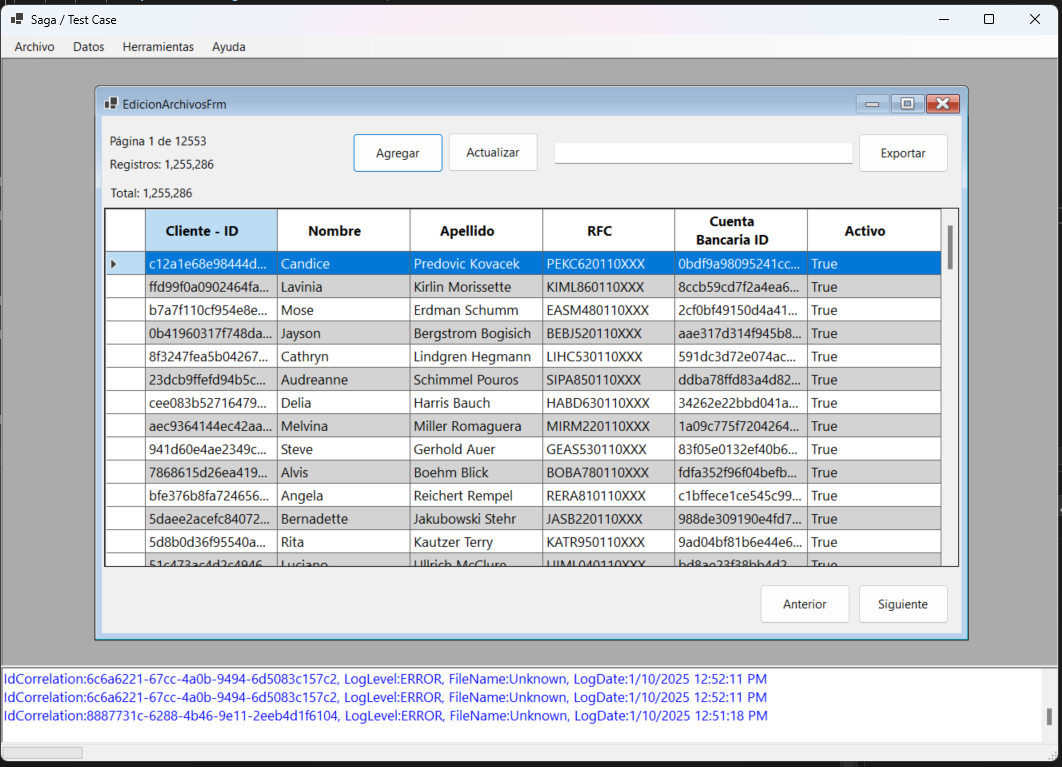 Saga / Test Case
Archivo Datos Herramientas Ayuda
EdicionArchivosFrm
Página 1 de 12553
Registros: 1,255,286
Total: 1,255,286
Agregar Actualizar Exportar
Cliente - ID Nombre Apellido RFC Cuenta Bancaria ID Activo
c12a1e68e98444d... Candice Predovic Kovacek PEKC620110XXX 0bdf9a98095241cc... True
ffd99f0a0902464fa... Lavinia Kirlin Morissette KIML860110XXX 8ccb59cd7f2a4ea6... True
b7a7f110cf954e8e... Mose Erdman Schumm EASM480110XXX 2cf0bf49150d4a41... True
0b41960317f748da... Jayson Bergstrom Bogisich BEBJ520110XXX aae317d314f945b8... True
8f3247fea5b04267... Cathryn Lindgren Hegmann LIHC530110XXX 591dc3d72e074ac... True
23dcb9ffefd94b5c... Audreanne Schimmel Pouros SIPA850110XXX ddba78ffd83a4d82... True
cee083b52716479... Delia Harris Bauch HABD630110XXX 34262e22bbd041a... True
aec9364144ec42aa... Melvina Miller Romaguera MIRM220110XXX 1a09c775f7204264... True
941d60e4ae2349c... Steve Gerhold Auer GEAS530110XXX 83f05e0132ef40b6... True
7868615d26ea419... Alvis Boehm Blick BOBA780110XXX fdfa352f96f04befb... True
bfe376b8fa724656... Angela Reichert Rempel RERA810110XXX c1bffece1ce545c99... True
5daee2acefc84072... Bernadette Jakubowski Stehr JASB220110XXX 988de309190e4fd7... True
5d8b0d36f95540a... Rita Kautzer Terry KATR950110XXX 9ad04bf81b6e44e6... True
51c473ac4d2c4946... Luciano Ullrich McClure ULML040110XXX bd8ae23f38bb4d2... True
Anterior Siguiente
IdCorrelation:6c6a6221-67cc-4a0b-9494-6d5083c157c2, LogLevel:ERROR, FileName:Unknown, LogDate:1/10/2025 12:52:11 PM
IdCorrelation:6c6a6221-67cc-4a0b-9494-6d5083c157c2, LogLevel:ERROR, FileName:Unknown, LogDate:1/10/2025 12:52:11 PM
IdCorrelation:8887731c-6288-4b46-9e11-2eeb4d1f6104, LogLevel:ERROR, FileName:Unknown, LogDate:1/10/2025 12:51:18 PM